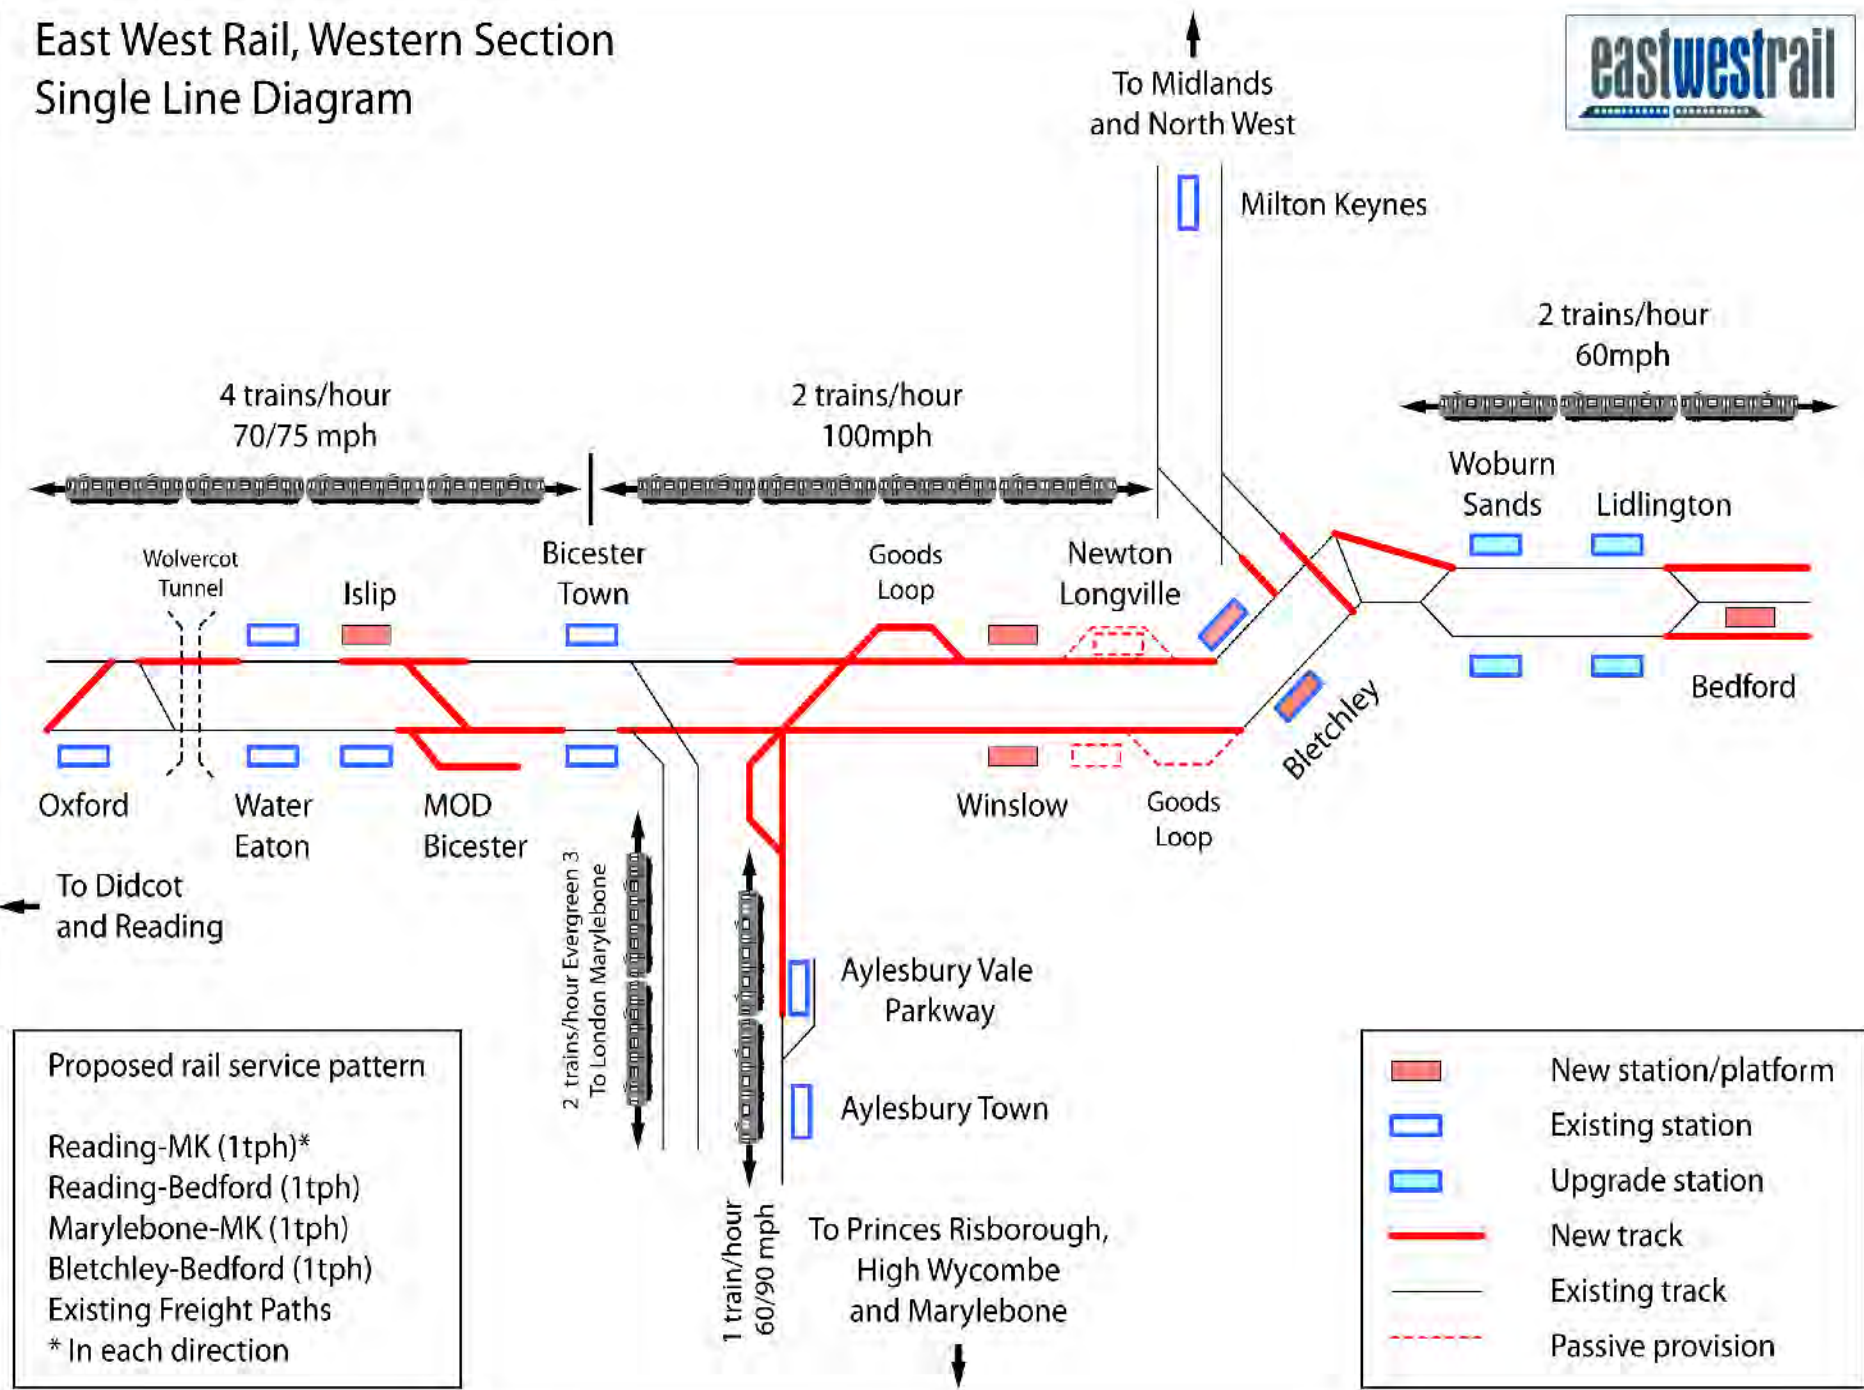 East West Rail, Western Section
Single Line Diagram
eastwestrail
To Midlands
and North West
Milton Keynes
2 trains/hour
60mph
4 trains/hour
70/75 mph
2 trains/hour
100mph
Woburn
Sands
Lidlington
Wolvercot
Tunnel
Islip
Bicester
Town
Goods
Loop
Newton
Longville
Bedford
Bletchley
Oxford
Water
Eaton
MOD
Bicester
Winslow
Goods
Loop
To Didcot
and Reading
2 trains/hour Evergreen 3
To London Marylebone
Aylesbury Vale
Parkway
Aylesbury Town
1 train/hour
60/90 mph
To Princes Risborough,
High Wycombe
and Marylebone
Proposed rail service pattern
Reading-MK (1tph)*
Reading-Bedford (1tph)
Marylebone-MK (1tph)
Bletchley-Bedford (1tph)
Existing Freight Paths
* In each direction
New station/platform
Existing station
Upgrade station
New track
Existing track
Passive provision